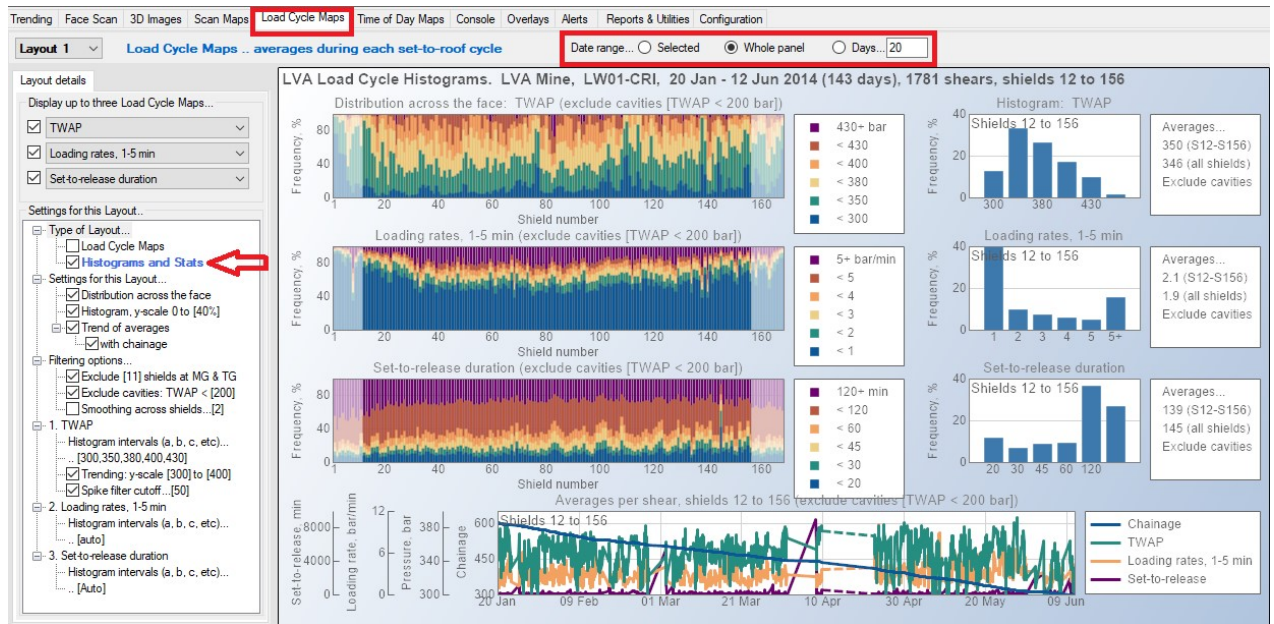 Trending Face Scan 3D Images Scan Maps Load Cycle Maps Time of Day Maps Console Overlays Alerts Reports & Utilities Configuration
Layout 1 Load Cycle Maps .. averages during each set-to-roof cycle Date range... Selected Whole panel Days... 20
Layout details
Display up to three Load Cycle Maps...
TWAP
Loading rates, 1-5 min
Set-to-release duration
Settings for this Layout..
Type of Layout...
Load Cycle Maps
Histograms and Stats
Settings for this Layout...
Distribution across the face
Histogram, y-scale 0 to [40%]
Trend of averages
with chainage
Filtering options...
Exclude [11] shields at MG & TG
Exclude cavities: TWAP < [200]
Smoothing across shields...[2]
1. TWAP
Histogram intervals (a, b, c, etc)...
.. [300,350,380,400,430]
Trending: y-scale [300] to [400]
Spike filter cutoff...[50]
2. Loading rates, 1-5 min
Histogram intervals (a, b, c, etc)...
.. [auto]
3. Set-to-release duration
Histogram intervals (a, b, c, etc)...
.. [Auto]
LVA Load Cycle Histograms. LVA Mine, LW01-CRI, 20 Jan - 12 Jun 2014 (143 days), 1781 shears, shields 12 to 156
Distribution across the face: TWAP (exclude cavities [TWAP < 200 bar])
Frequency, %
80
40
0
1 20 40 60 80 100 120 140 160
Shield number
430+ bar
< 430
< 400
< 380
< 350
< 300
Histogram: TWAP
Shields 12 to 156
Frequency, %
40
20
0
300 380 430
Averages...
350 (S12-S156)
346 (all shields)
Exclude cavities
Loading rates, 1-5 min (exclude cavities [TWAP < 200 bar])
Frequency, %
80
40
0
1 20 40 60 80 100 120 140 160
Shield number
5+ bar/min
< 5
< 4
< 3
< 2
< 1
Loading rates, 1-5 min
Shields 12 to 156
Frequency, %
40
20
0
1 2 3 4 5 5+
Averages...
2.1 (S12-S156)
1.9 (all shields)
Exclude cavities
Set-to-release duration (exclude cavities [TWAP < 200 bar])
Frequency, %
80
40
0
1 20 40 60 80 100 120 140 160
Shield number
120+ min
< 120
< 60
< 45
< 30
< 20
Set-to-release duration
Shields 12 to 156
Frequency, %
40
20
0
20 30 45 60 120
Averages...
139 (S12-S156)
145 (all shields)
Exclude cavities
Averages per shear, shields 12 to 156 (exclude cavities [TWAP < 200 bar])
Shields 12 to 156
Set-to-release, min
8000
4000
0
Loading rate, bar/min
12
6
0
Pressure, bar
380
340
300
Chainage
600
450
300
20 Jan 09 Feb 01 Mar 21 Mar 10 Apr 30 Apr 20 May 09 Jun
Chainage
TWAP
Loading rates, 1-5 min
Set-to-release